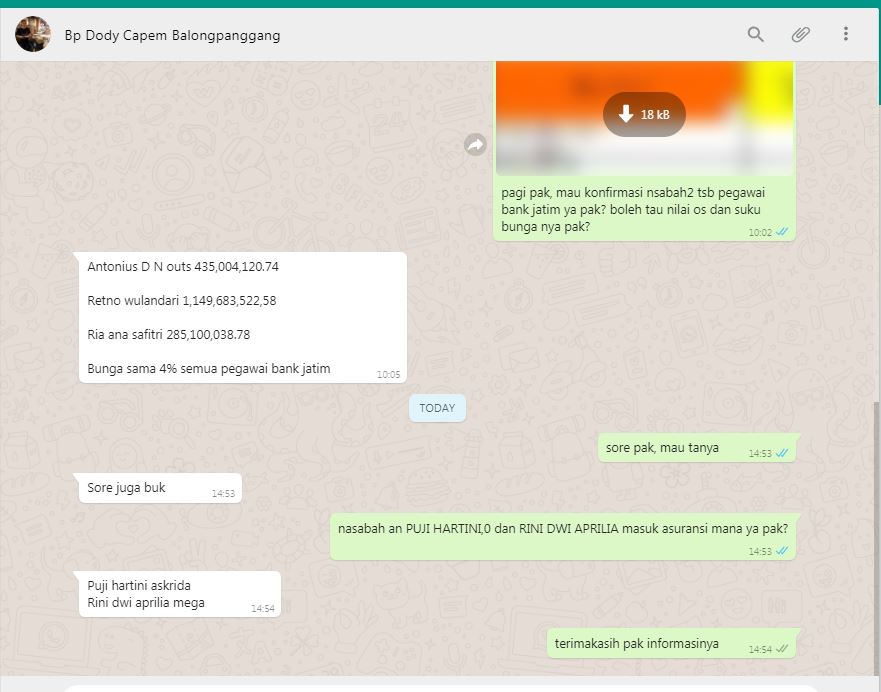 Bp Dody Capem Balongpanggang
18 kB
pagi pak, mau konfirmasi nsabah2 tsb pegawai
bank jatim ya pak? boleh tau nilai os dan suku
bunga nya pak?
10:02
Antonius D N outs 435,004,120.74
Retno wulandari 1,149,683,522,58
Ria ana safitri 285,100,038.78
Bunga sama 4% semua pegawai bank jatim
10:05
TODAY
sore pak, mau tanya
14:53
Sore juga buk
14:53
nasabah an PUJI HARTINI,0 dan RINI DWI APRILIA masuk asuransi mana ya pak?
14:53
Puji hartini askrida
Rini dwi aprilia mega
14:54
terimakasih pak informasinya
14:54